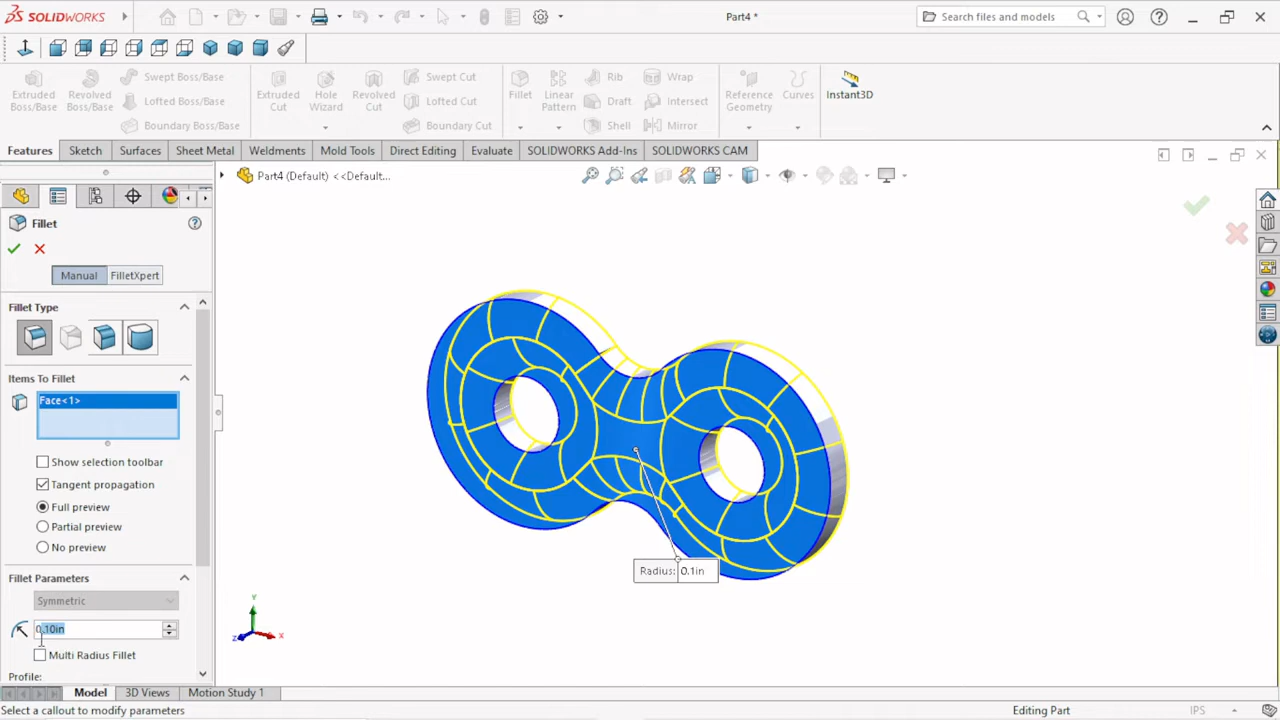 SOLIDWORKS
Part4 *
Search files and models
Extruded Boss/Base
Revolved Boss/Base
Swept Boss/Base
Lofted Boss/Base
Boundary Boss/Base
Extruded Cut
Hole Wizard
Revolved Cut
Swept Cut
Lofted Cut
Boundary Cut
Fillet
Linear Pattern
Rib
Draft
Shell
Wrap
Intersect
Mirror
Reference Geometry
Curves
Instant3D
Features
Sketch
Surfaces
Sheet Metal
Weldments
Mold Tools
Direct Editing
Evaluate
SOLIDWORKS Add-Ins
SOLIDWORKS CAM
Part4 (Default) <<Default...
Fillet
Manual
FilletXpert
Fillet Type
Items To Fillet
Face<1>
Show selection toolbar
Tangent propagation
Full preview
Partial preview
No preview
Fillet Parameters
Symmetric
0.10in
Multi Radius Fillet
Profile:
Radius: 0.1in
Y
Z
X
Model
3D Views
Motion Study 1
Select a callout to modify parameters
Editing Part
IPS